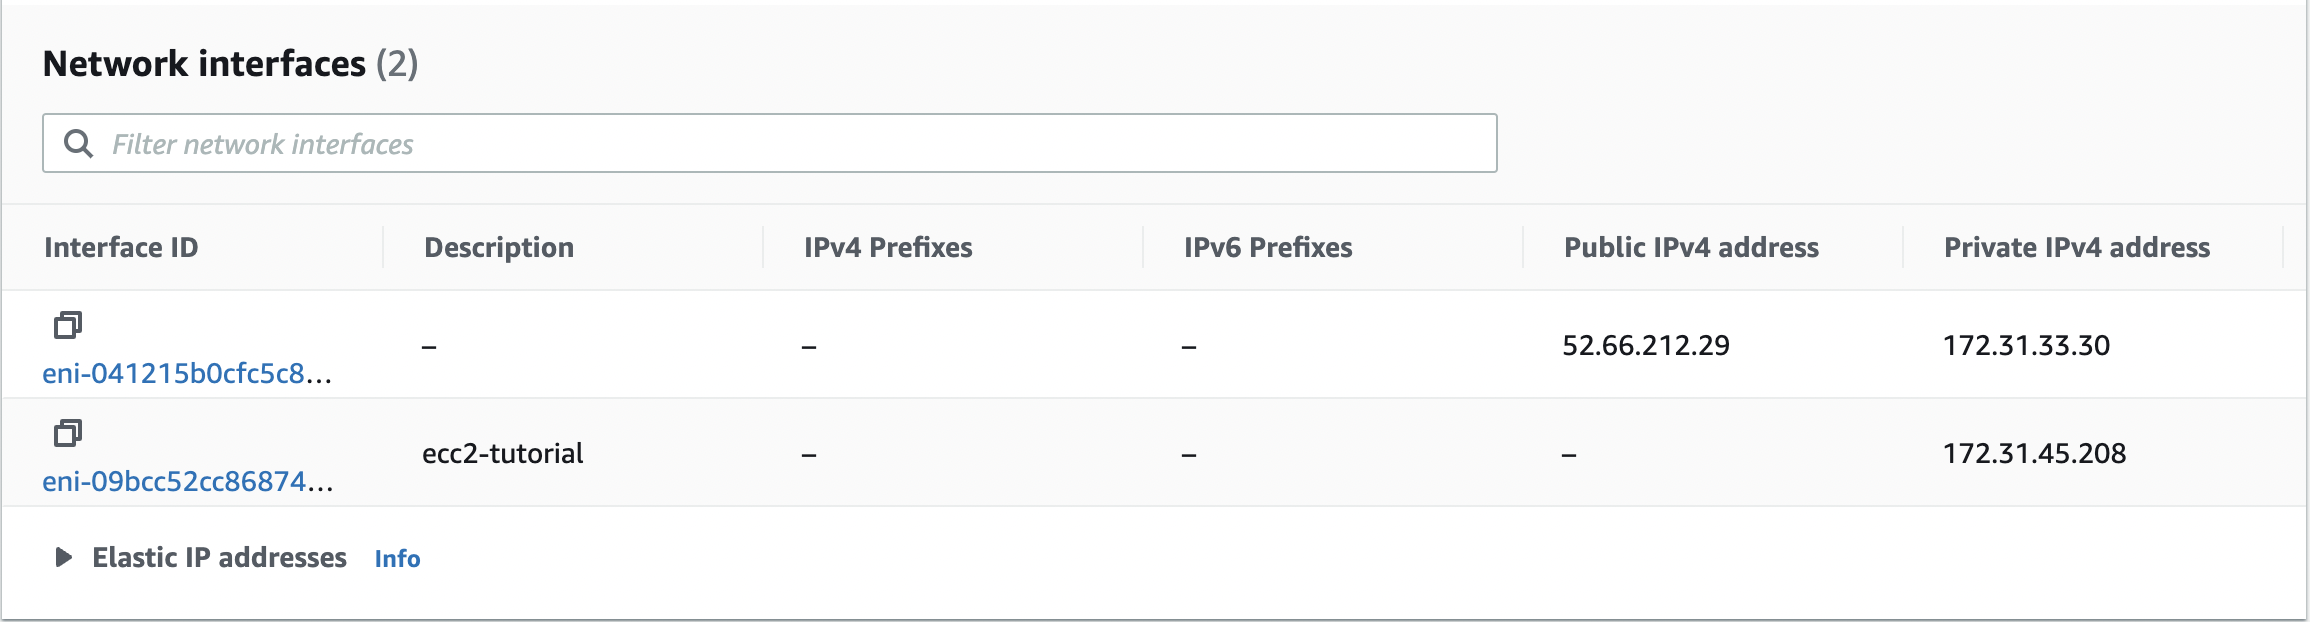 Network interfaces (2)
Filter network interfaces
Interface ID Description IPv4 Prefixes IPv6 Prefixes Public IPv4 address Private IPv4 address
eni-041215b0cfc5c8... – – – 52.66.212.29 172.31.33.30
eni-09bcc52cc86874... ecc2-tutorial – – – 172.31.45.208
Elastic IP addresses Info